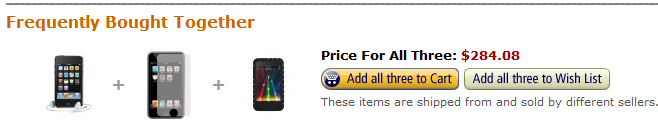 Frequently Bought Together
Price For All Three: $284.08
Add all three to Cart
Add all three to Wish List
These items are shipped from and sold by different sellers.